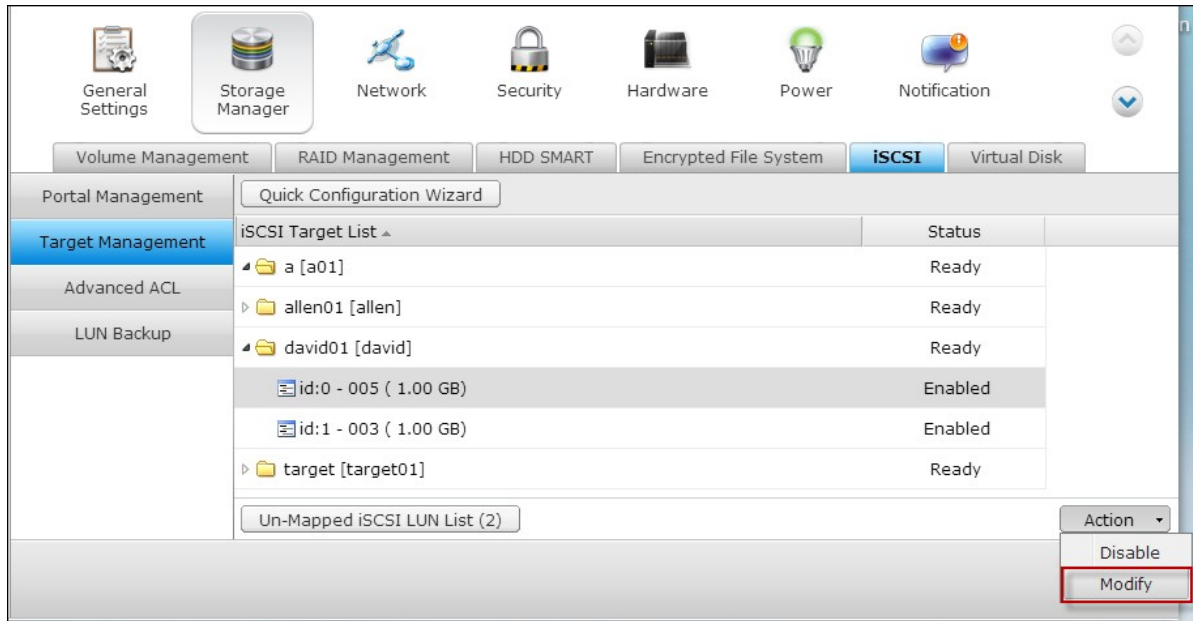 General Settings
Storage Manager
Network
Security
Hardware
Power
Notification
n
Volume Management
RAID Management
HDD SMART
Encrypted File System
iSCSI
Virtual Disk
Portal Management
Quick Configuration Wizard
Target Management
iSCSI Target List
Status
a [a01]
Ready
Advanced ACL
allen01 [allen]
Ready
LUN Backup
david01 [david]
Ready
id:0 - 005 ( 1.00 GB)
Enabled
id:1 - 003 ( 1.00 GB)
Enabled
target [target01]
Ready
Un-Mapped iSCSI LUN List (2)
Action
Disable
Modify